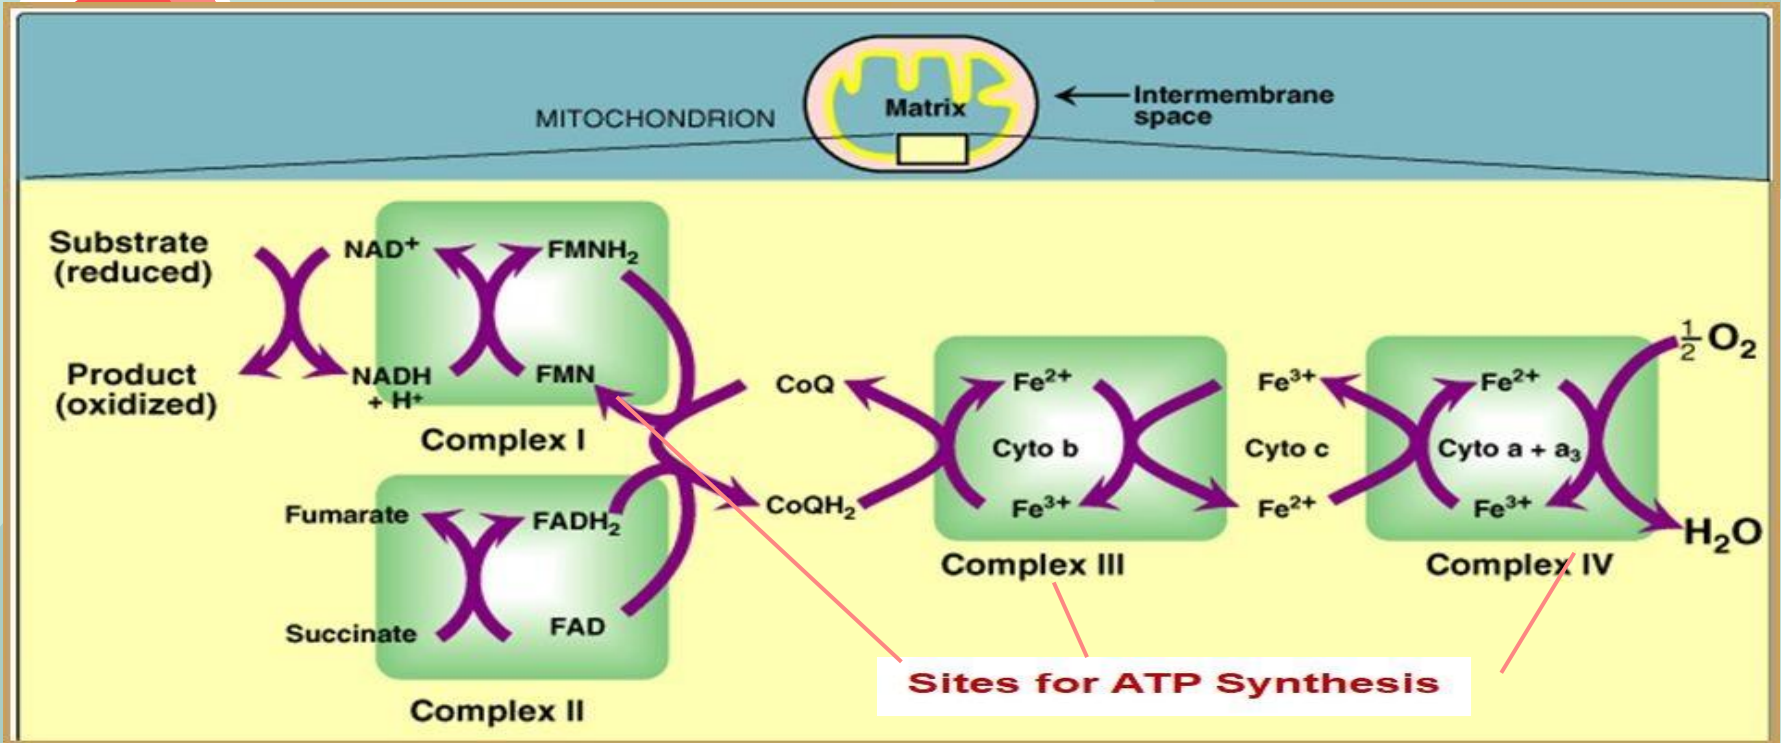 MITOCHONDRION
Matrix
Intermembrane
space
Substrate
(reduced)
NAD⁺
FMNH₂
Product
(oxidized)
NADH
+ H⁺
FMN
Complex I
Fumarate
FADH₂
Succinate
FAD
Complex II
CoQ
CoQH₂
Fe²⁺
Cyto b
Fe³⁺
Complex III
Fe³⁺
Cyto c
Fe²⁺
Fe²⁺
Cyto a + a₃
Fe³⁺
Complex IV
½O₂
H₂O
Sites for ATP Synthesis